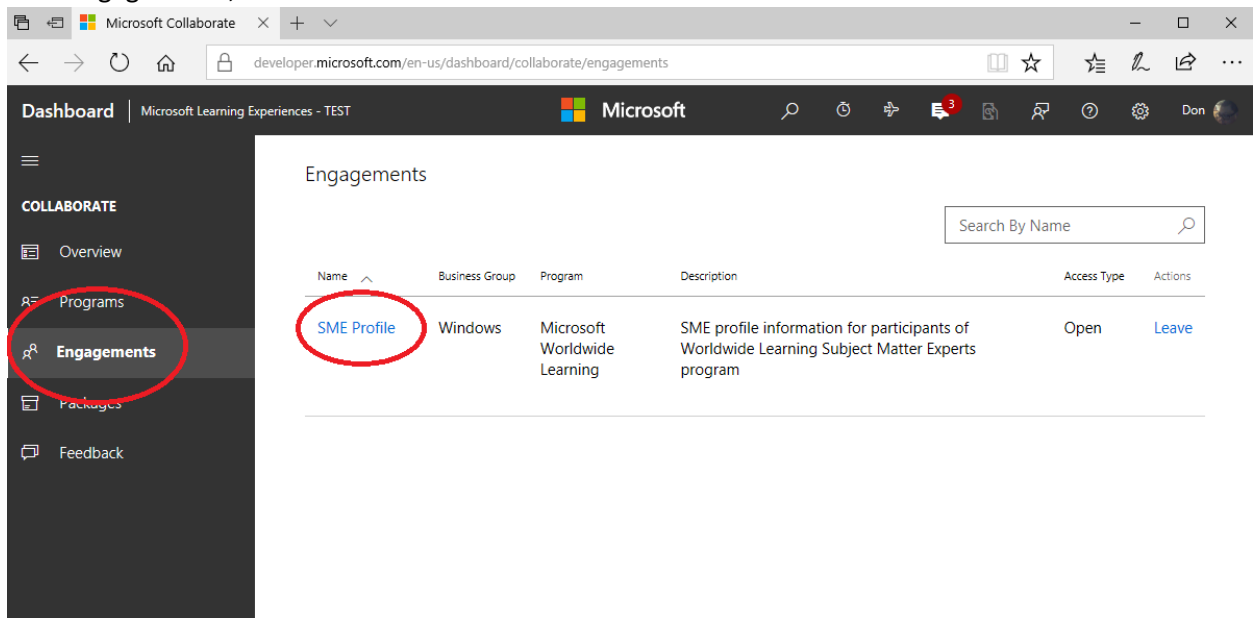 Microsoft Collaborate
developer.microsoft.com/en-us/dashboard/collaborate/engagements
Dashboard | Microsoft Learning Experiences - TEST
Microsoft
3
Don
COLLABORATE
Overview
Programs
Engagements
Packages
Feedback
Engagements
Search By Name
Name Business Group Program Description Access Type Actions
SME Profile Windows Microsoft SME profile information for participants of Open Leave
Worldwide Worldwide Learning Subject Matter Experts
Learning program